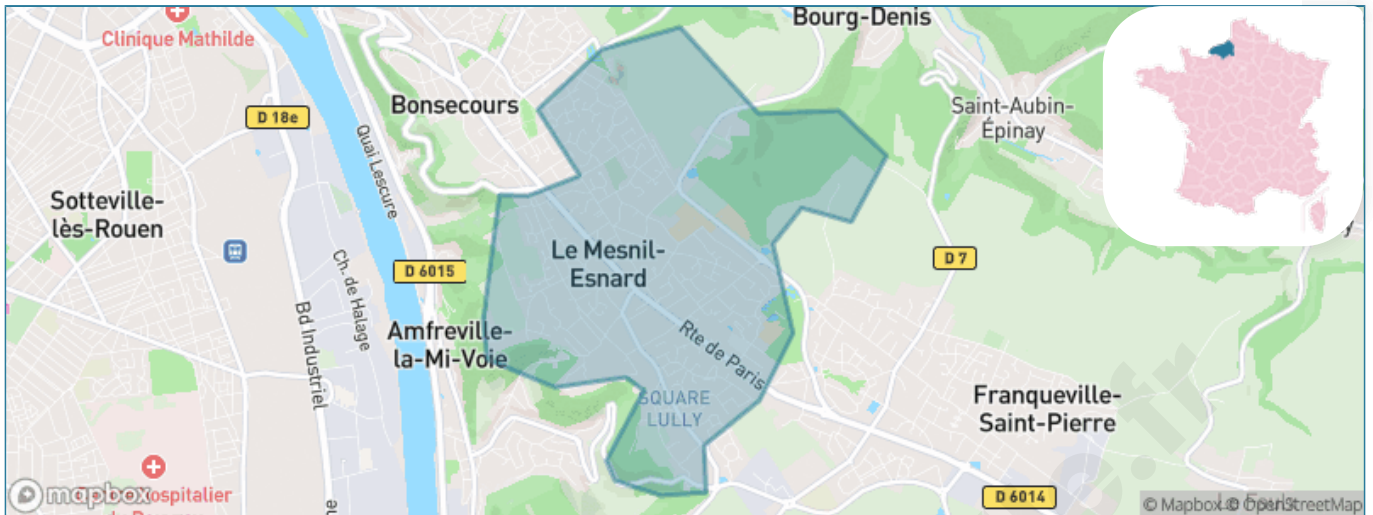 Bourg-Denis
Clinique Mathilde
Bonsecours
D 18e
Saint-Aubin-
Épinay
Quai Lescure
Sotteville-
lès-Rouen
Le Mesnil-
Esnard
D 7
D 6015
Ch. de Halage
Bd Industriel
Amfreville-
la-Mi-Voie
Rte de Paris
SQUARE
LULLY
Franqueville-
Saint-Pierre
mapbox
ospitalier
D 6014
© Mapbox © OpenStreetMap